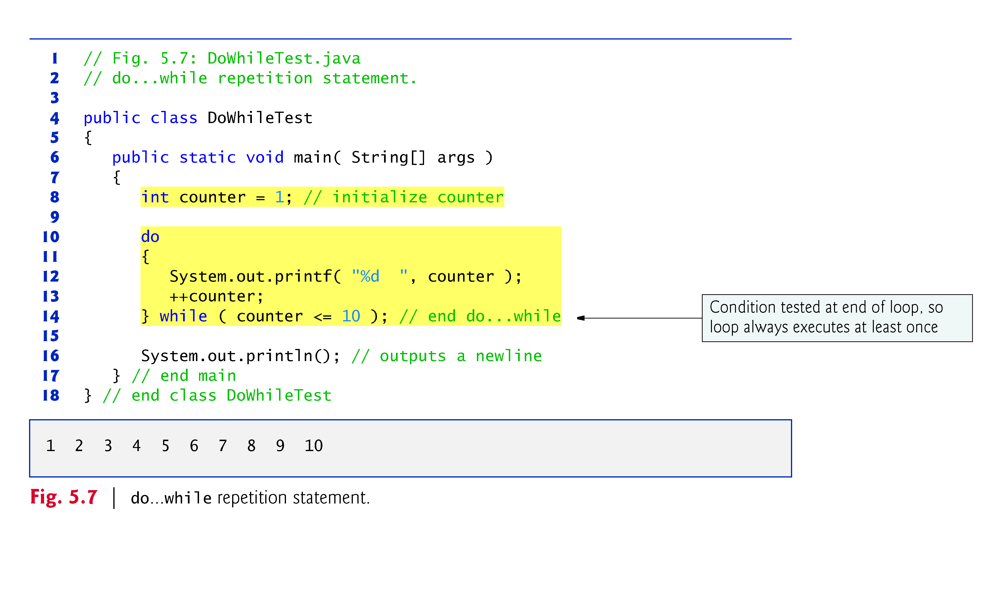 1 // Fig. 5.7: DoWhileTest.java
2 // do...while repetition statement.
3
4 public class DoWhileTest
5 {
6    public static void main( String[] args )
7    {
8       int counter = 1; // initialize counter
9
10       do
11       {
12          System.out.printf( "%d  ", counter );
13          ++counter;
14       } while ( counter <= 10 ); // end do...while
Condition tested at end of loop, so
loop always executes at least once
15
16       System.out.println(); // outputs a newline
17    } // end main
18 } // end class DoWhileTest
1  2  3  4  5  6  7  8  9  10
Fig. 5.7 | do...while repetition statement.